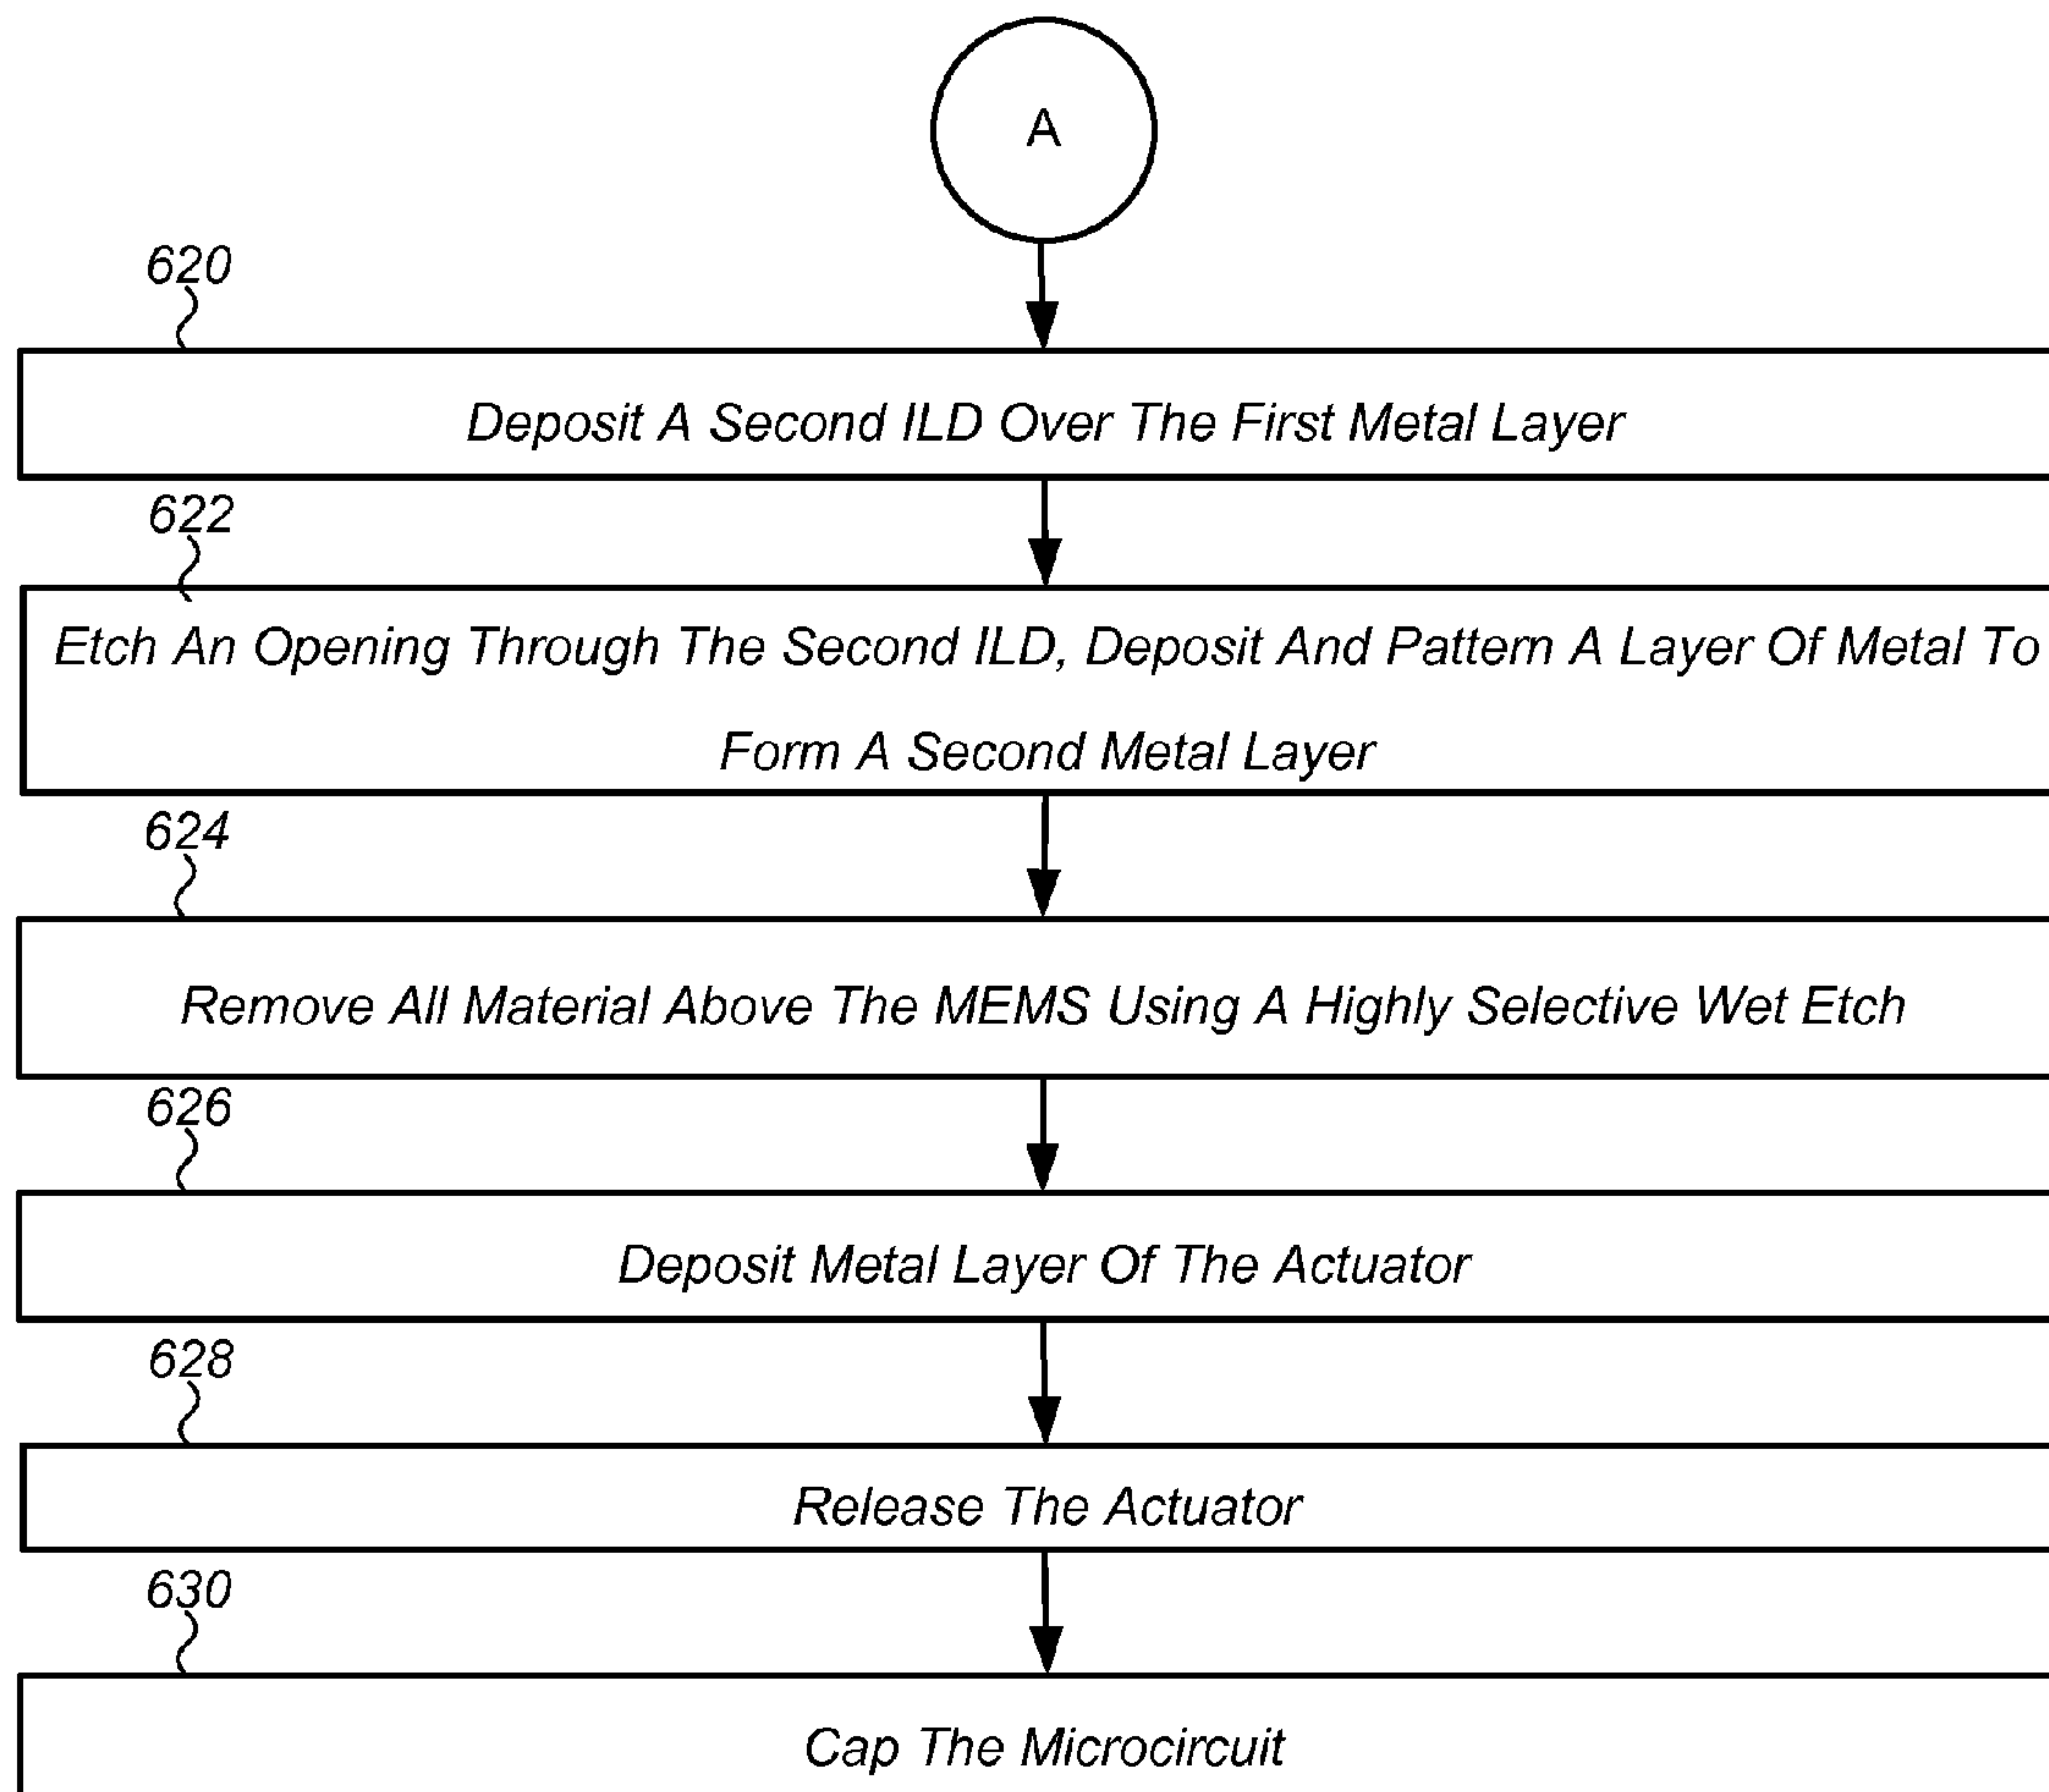 A
620
Deposit A Second ILD Over The First Metal Layer
622
Etch An Opening Through The Second ILD, Deposit And Pattern A Layer Of Metal To
Form A Second Metal Layer
624
Remove All Material Above The MEMS Using A Highly Selective Wet Etch
626
Deposit Metal Layer Of The Actuator
628
Release The Actuator
630
Cap The Microcircuit